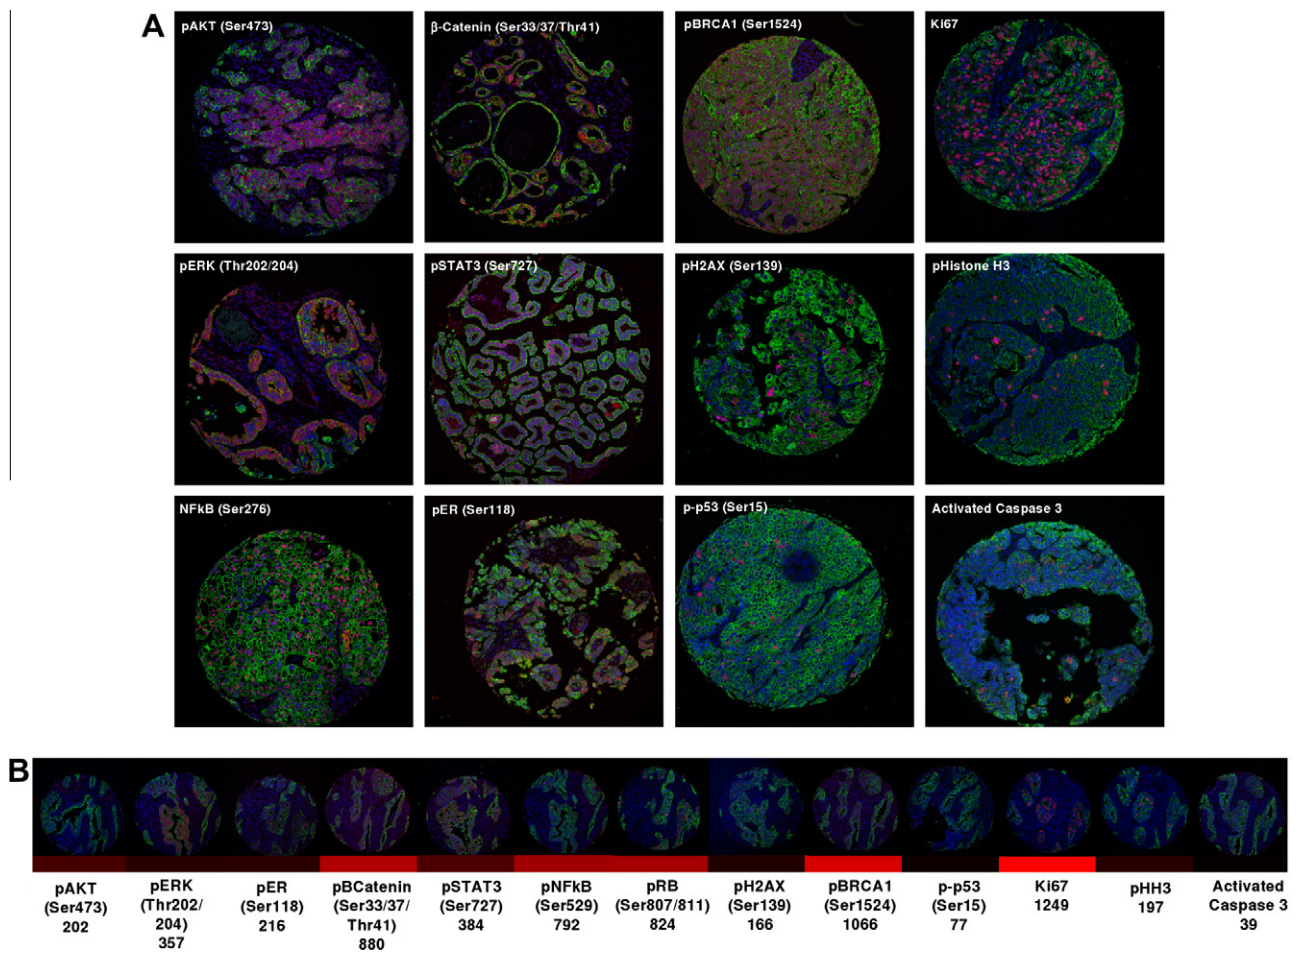 A
pAKT (Ser473)
β-Catenin (Ser33/37/Thr41)
pBRCA1 (Ser1524)
Ki67
pERK (Thr202/204)
pSTAT3 (Ser727)
pH2AX (Ser139)
pHistone H3
NFkB (Ser276)
pER (Ser118)
p-p53 (Ser15)
Activated Caspase 3
B
pAKT
(Ser473)
202
pERK
(Thr202/
204)
357
pER
(Ser118)
216
pBCatenin
(Ser33/37/
Thr41)
880
pSTAT3
(Ser727)
384
pNFkB
(Ser529)
792
pRB
(Ser807/811)
824
pH2AX
(Ser139)
166
pBRCA1
(Ser1524)
1066
p-p53
(Ser15)
77
Ki67
1249
pHH3
197
Activated
Caspase 3
39